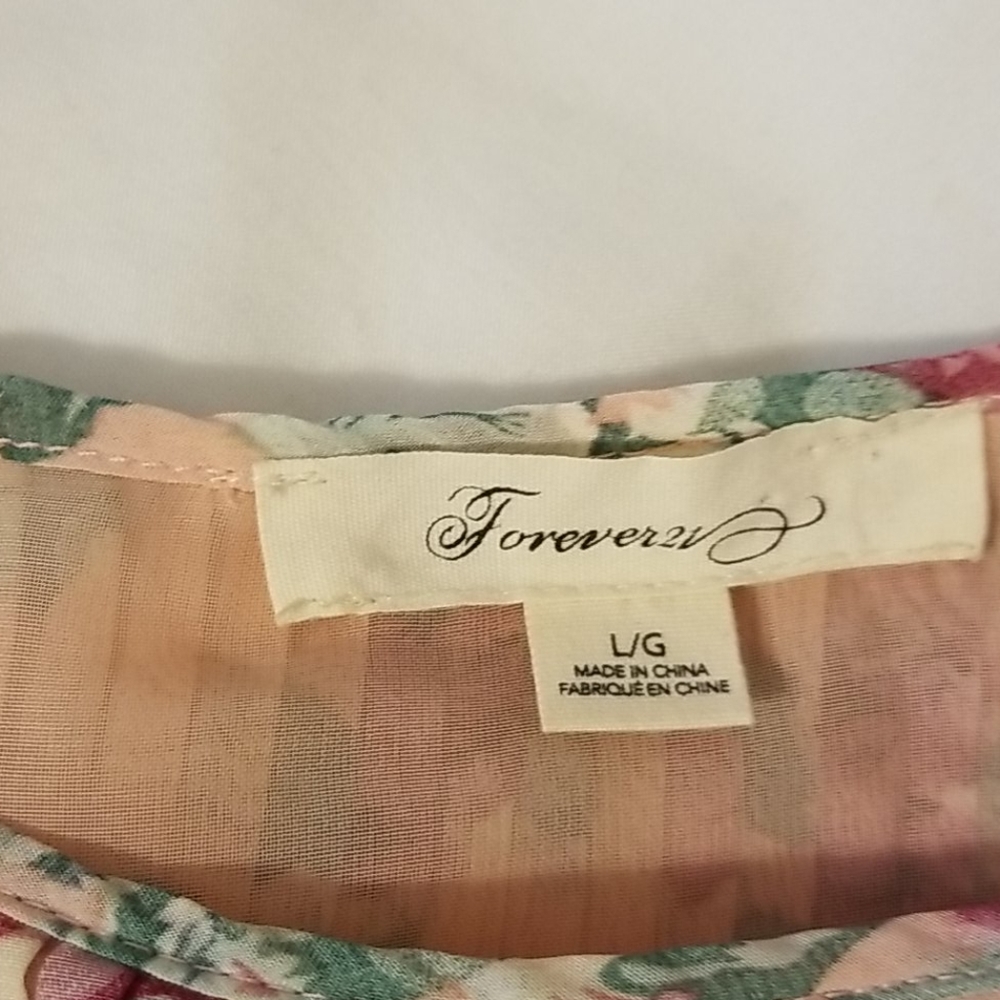 Forever21
L/G
MADE IN CHINA
FABRIQUÉ EN CHINE